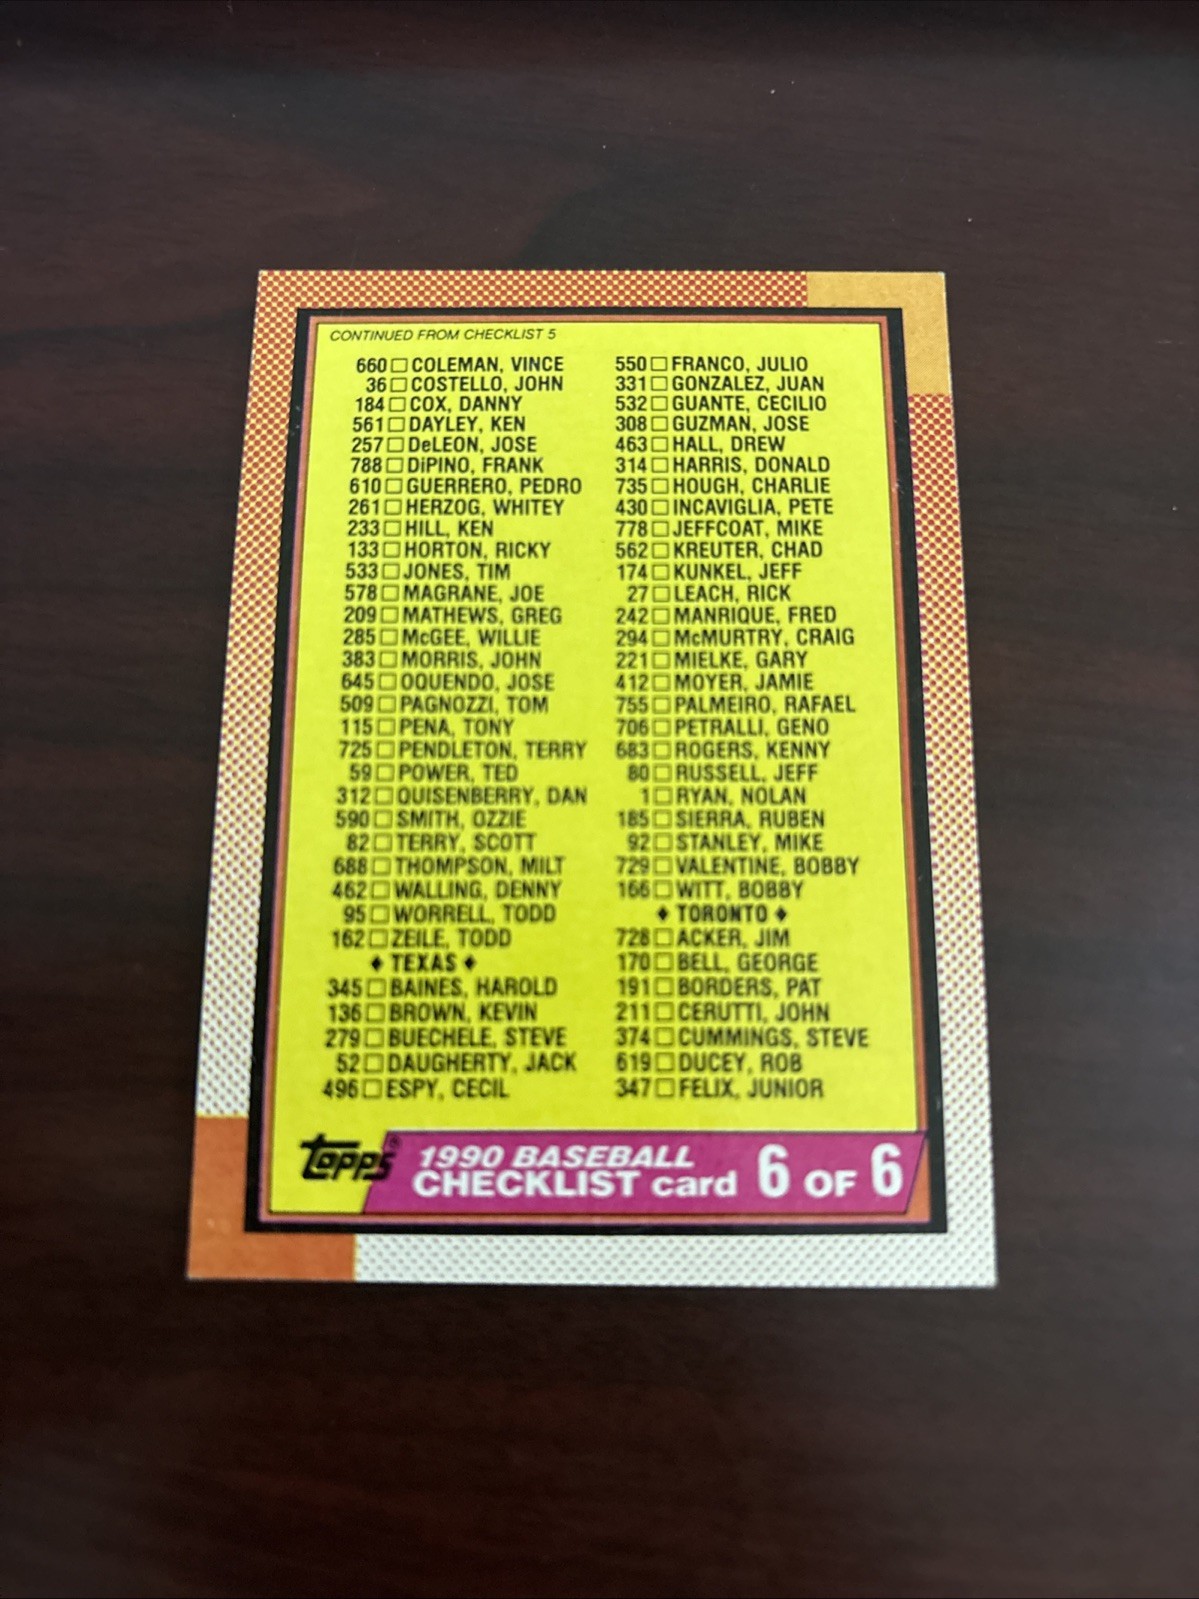 CONTINUED FROM CHECKLIST 5
660 COLEMAN, VINCE
36 COSTELLO, JOHN
184 COX, DANNY
561 DAYLEY, KEN
257 DeLEON, JOSE
788 DiPINO, FRANK
610 GUERRERO, PEDRO
261 HERZOG, WHITEY
233 HILL, KEN
133 HORTON, RICKY
533 JONES, TIM
578 MAGRANE, JOE
209 MATHEWS, GREG
285 McGEE, WILLIE
383 MORRIS, JOHN
645 OQUENDO, JOSE
509 PAGNOZZI, TOM
115 PENA, TONY
725 PENDLETON, TERRY
59 POWER, TED
312 QUISENBERRY, DAN
590 SMITH, OZZIE
82 TERRY, SCOTT
688 THOMPSON, MILT
462 WALLING, DENNY
95 WORRELL, TODD
162 ZEILE, TODD
♦ TEXAS ♦
345 BAINES, HAROLD
136 BROWN, KEVIN
279 BUECHELE, STEVE
52 DAUGHERTY, JACK
496 ESPY, CECIL
550 FRANCO, JULIO
331 GONZALEZ, JUAN
532 GUANTE, CECILIO
308 GUZMAN, JOSE
463 HALL, DREW
314 HARRIS, DONALD
735 HOUGH, CHARLIE
430 INCAVIGLIA, PETE
778 JEFFCOAT, MIKE
562 KREUTER, CHAD
174 KUNKEL, JEFF
27 LEACH, RICK
242 MANRIQUE, FRED
294 McMURTRY, CRAIG
221 MIELKE, GARY
412 MOYER, JAMIE
755 PALMEIRO, RAFAEL
706 PETRALLI, GENO
683 ROGERS, KENNY
80 RUSSELL, JEFF
1 RYAN, NOLAN
185 SIERRA, RUBEN
92 STANLEY, MIKE
729 VALENTINE, BOBBY
166 WITT, BOBBY
♦ TORONTO ♦
728 ACKER, JIM
170 BELL, GEORGE
191 BORDERS, PAT
211 CERUTTI, JOHN
374 CUMMINGS, STEVE
619 DUCEY, ROB
347 FELIX, JUNIOR
topps®
1990 BASEBALL
CHECKLIST card 6 OF 6